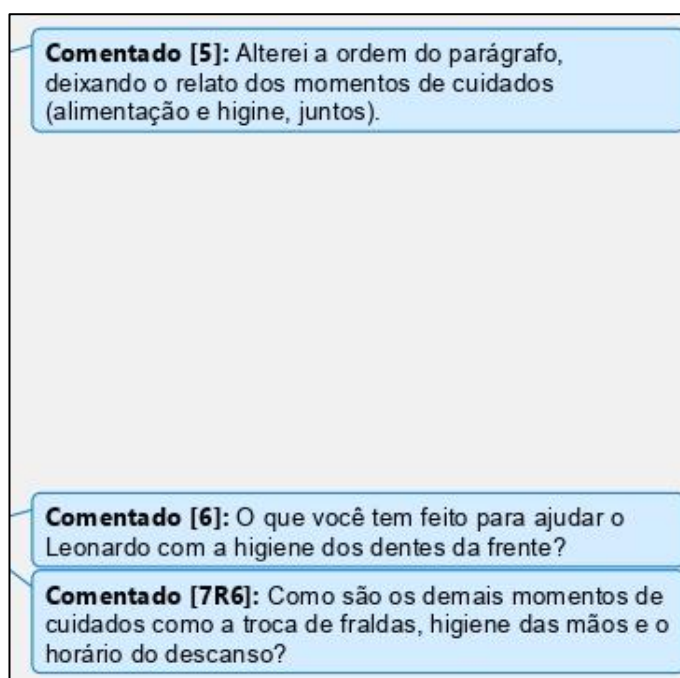 Comentado [5]: Alterei a ordem do parágrafo,
deixando o relato dos momentos de cuidados
(alimentação e higine, juntos).
Comentado [6]: O que você tem feito para ajudar o
Leonardo com a higiene dos dentes da frente?
Comentado [7R6]: Como são os demais momentos de
cuidados como a troca de fraldas, higiene das mãos e o
horário do descanso?